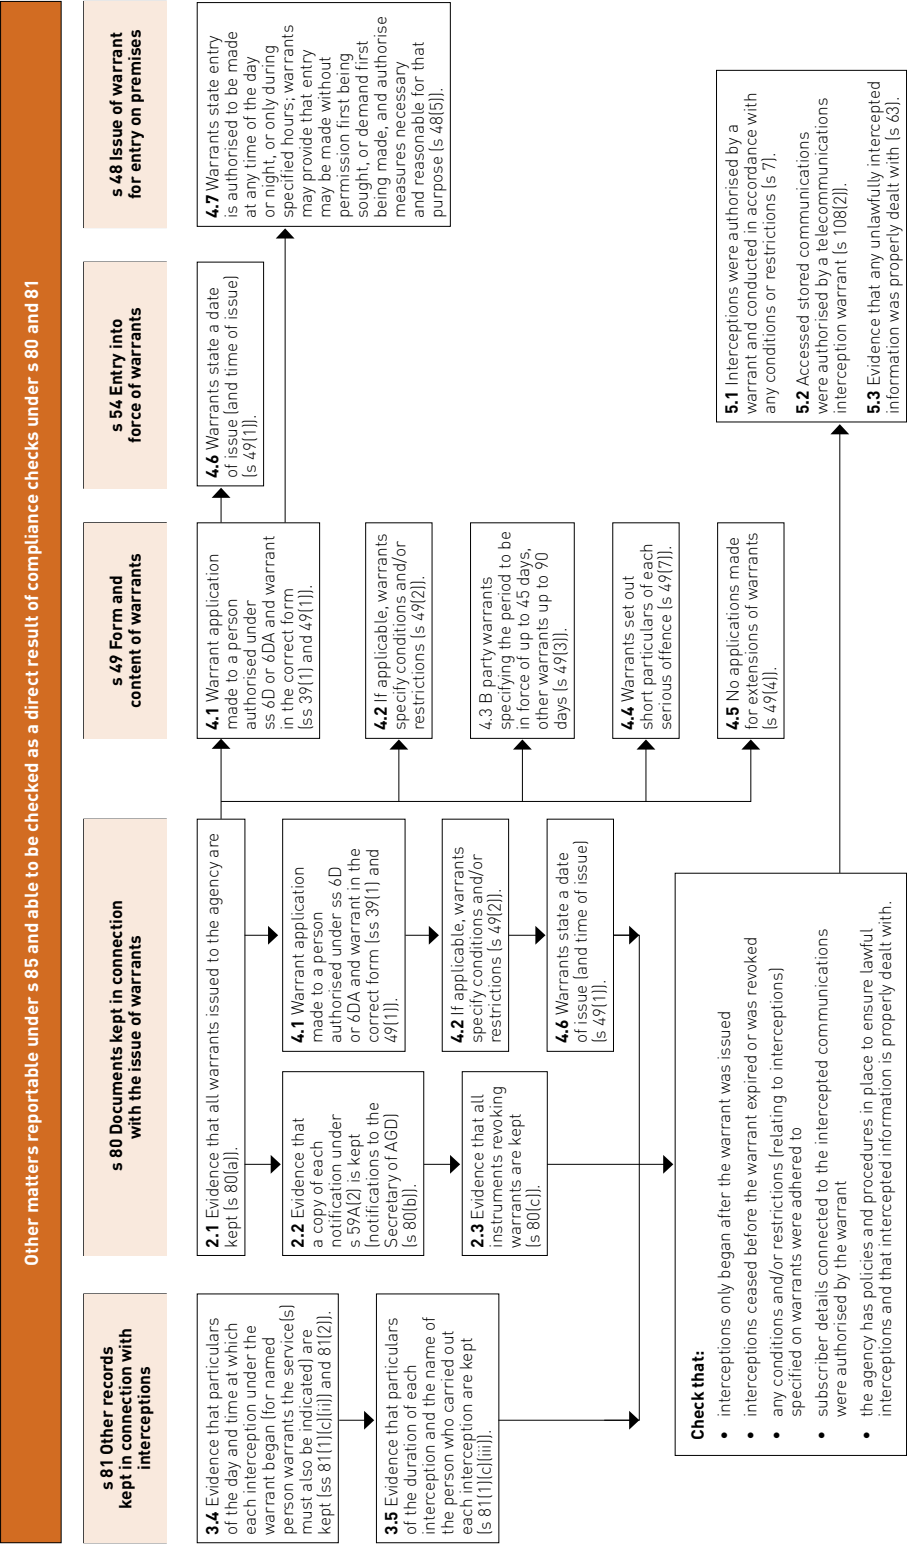 Other matters reportable under s 85 and able to be checked as a direct result of compliance checks under s 80 and 81
s 81 Other records
kept in connection with
interceptions
3.4 Evidence that particulars
of the day and time at which
each interception under the
warrant began (for named
person warrants the service(s)
must also be indicated) are
kept (ss 81(1)(c)(ii) and 81(2)).
3.5 Evidence that particulars
of the duration of each
interception and the name of
the person who carried out
each interception are kept
(s 81(1)(c)(iii)).
s 80 Documents kept in connection
with the issue of warrants
2.1 Evidence that all warrants issued to the agency are
kept (s 80(a)).
2.2 Evidence that
a copy of each
notification under
s 59A(2) is kept
(notifications to the
Secretary of AGD)
(s 80(b)).
2.3 Evidence that all
instruments revoking
warrants are kept
(s 80(c)).
4.1 Warrant application
made to a person
authorised under ss 6D
or 6DA and warrant in the
correct form (ss 39(1) and
49(1)).
4.2 If applicable, warrants
specify conditions and/or
restrictions (s 49(2)).
4.6 Warrants state a date
of issue (and time of issue)
(s 49(1)).
s 49 Form and
content of warrants
4.1 Warrant application
made to a person
authorised under
ss 6D or 6DA and warrant
in the correct form
(ss 39(1) and 49(1)).
4.2 If applicable, warrants
specify conditions and/or
restrictions (s 49(2)).
4.3 B party warrants
specifying the period to be
in force of up to 45 days,
other warrants up to 90
days (s 49(3)).
4.4 Warrants set out
short particulars of each
serious offence (s 49(7)).
4.5 No applications made
for extensions of warrants
(s 49(4)).
s 54 Entry into
force of warrants
4.6 Warrants state a date
of issue (and time of issue)
(s 49(1)).
s 48 Issue of warrant
for entry on premises
4.7 Warrants state entry
is authorised to be made
at any time of the day
or night, or only during
specified hours; warrants
may provide that entry
may be made without
permission first being
sought, or demand first
being made, and authorise
measures necessary
and reasonable for that
purpose (s 48(5)).
Check that:
• interceptions only began after the warrant was issued
• interceptions ceased before the warrant expired or was revoked
• any conditions and/or restrictions (relating to interceptions)
specified on warrants were adhered to
• subscriber details connected to the intercepted communications
were authorised by the warrant
• the agency has policies and procedures in place to ensure lawful
interceptions and that intercepted information is properly dealt with.
5.1 Interceptions were authorised by a
warrant and conducted in accordance with
any conditions or restrictions (s 7).
5.2 Accessed stored communications
were authorised by a telecommunications
interception warrant (s 108(2)).
5.3 Evidence that any unlawfully intercepted
information was properly dealt with (s 63).